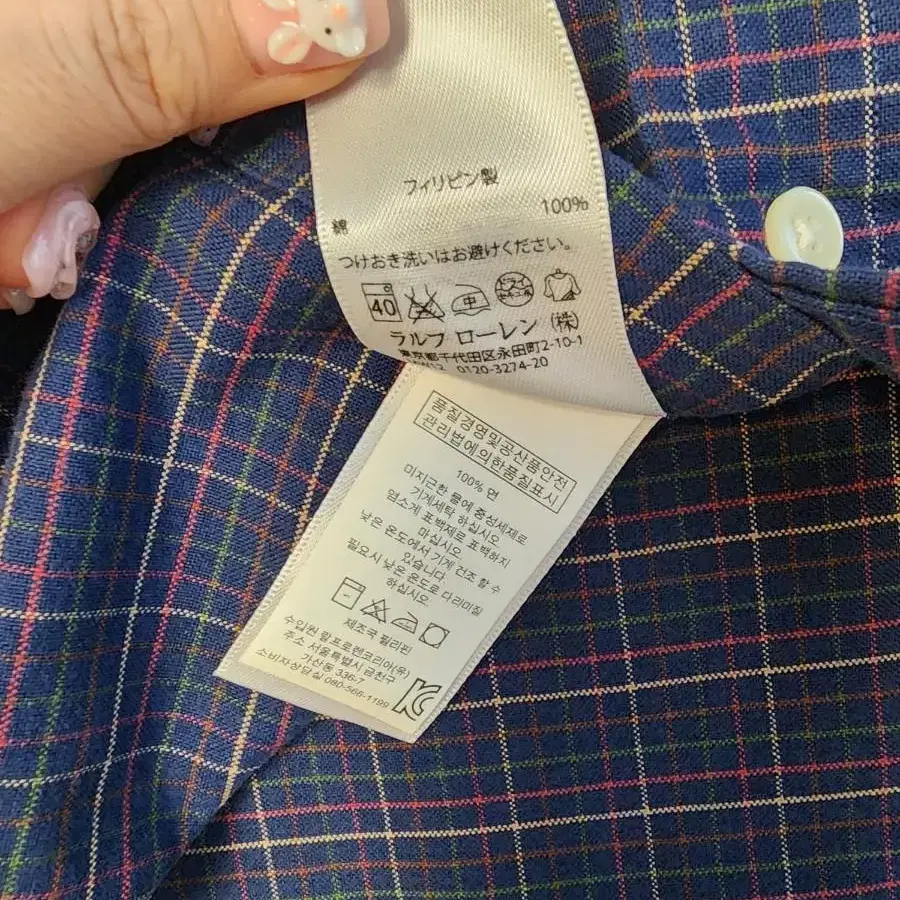 フィリピン製
綿 100%
つけおき洗いはお避けください。
40 中
ラルフ ローレン (株)
東京都千代田区永田町2-10-1
0120-3274-20
품질경영및공산품안전
관리법에의한품질표시
100% 면
미지근한 물에 중성세제로
기계세탁 하십시오.
염소계 표백제로 표백하지
마십시오.
낮은 온도에서 기계 건조 할 수
있습니다.
필요시 낮은 온도로 다리미질
하십시오.
제조국 필리핀
수입원 랄프로렌코리아(유)
주소 서울특별시 금천구
가산동 336-7
소비자상담실 080-566-1199